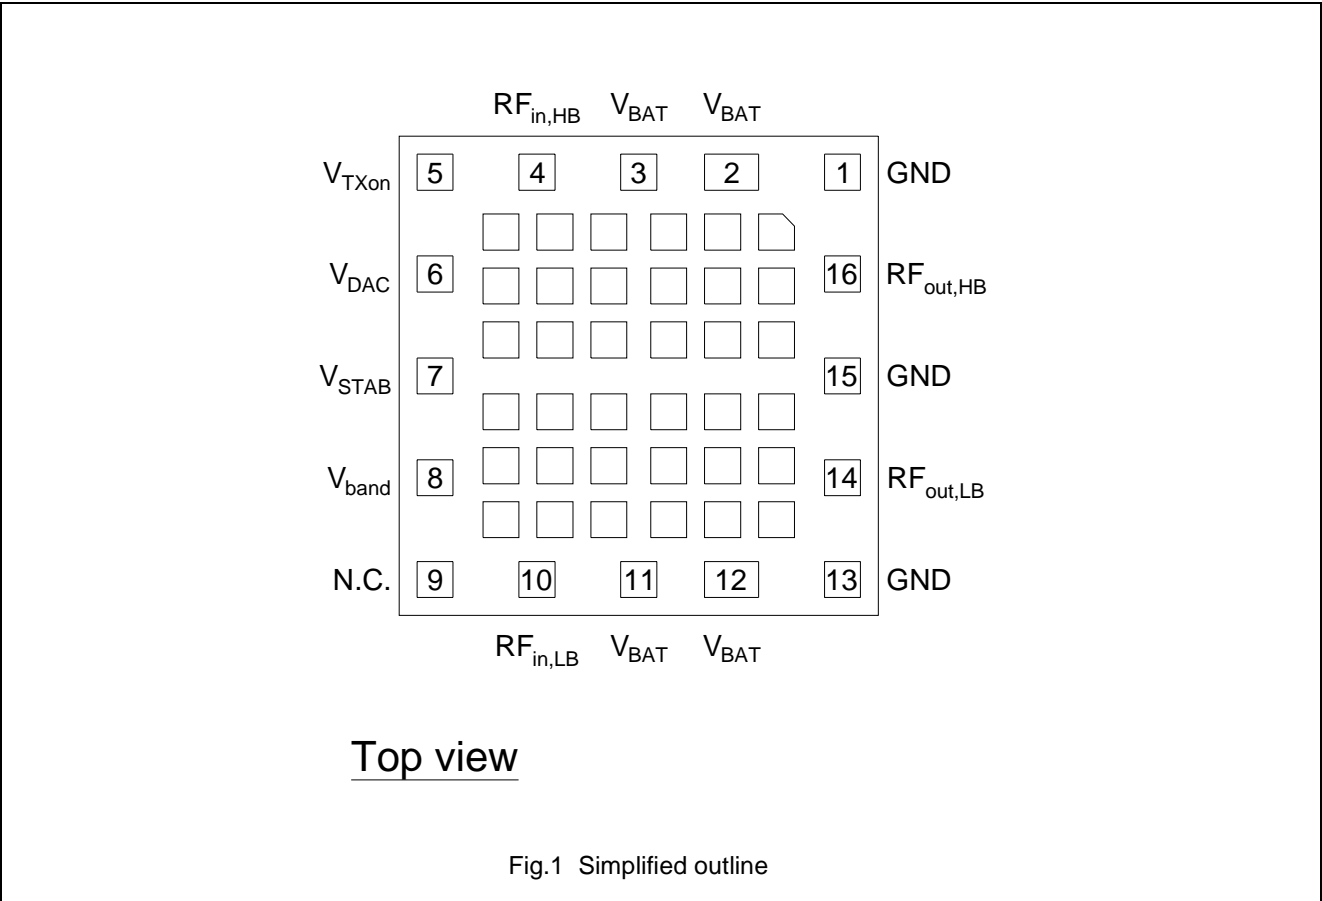 RFin,HB VBAT VBAT
VTXon 5 4 3 2 1 GND
VDAC 6 16 RFout,HB
VSTAB 7 15 GND
Vband 8 14 RFout,LB
N.C. 9 10 11 12 13 GND
RFin,LB VBAT VBAT
Top view
Fig.1 Simplified outline